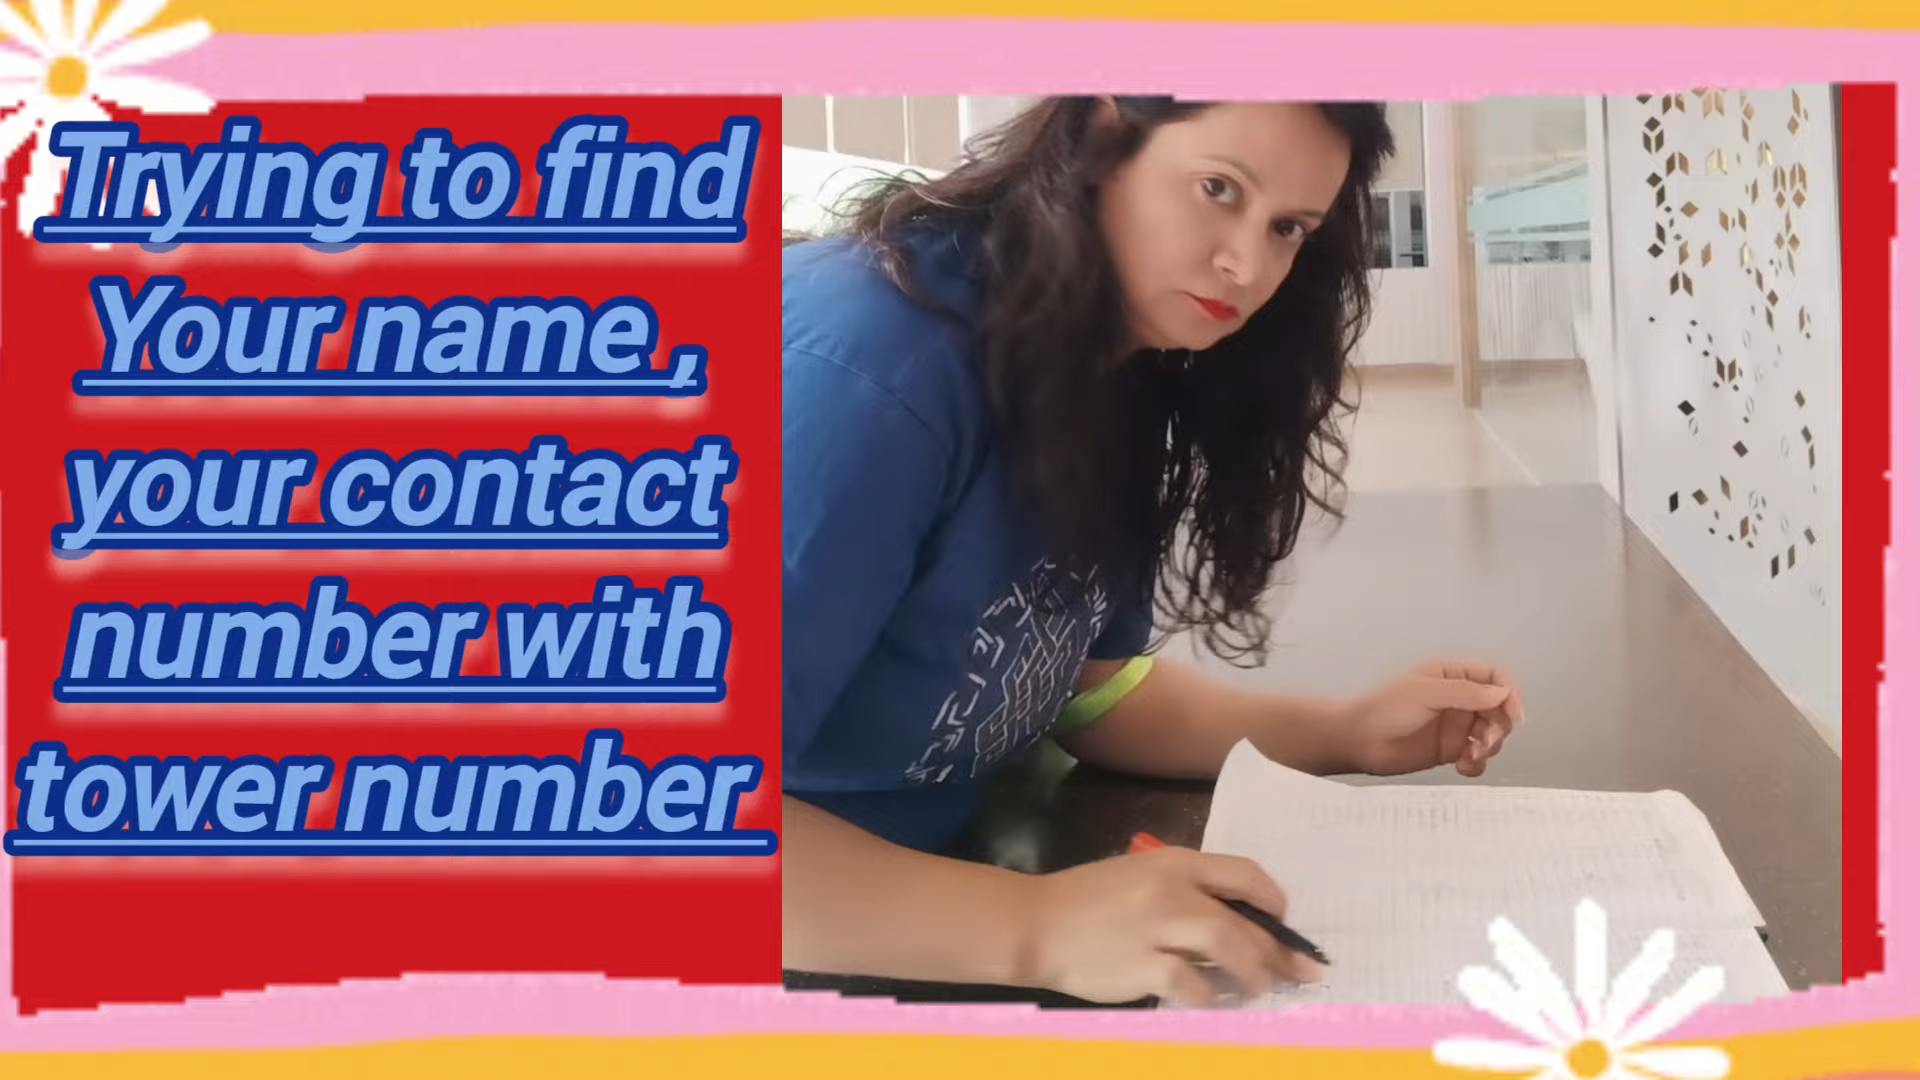 Trying to find
Your name ,
your contact
number with
tower number